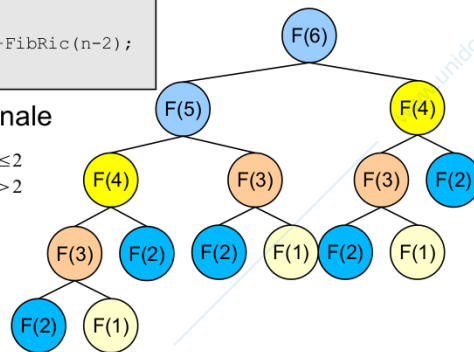 -FibRic(n-2);
F(6)
nale
F(5)
F(4)
≤2
>2
F(4)
F(3)
F(3)
F(2)
F(3)
F(2)
F(2)
F(1)
F(2)
F(1)
F(2)
F(1)